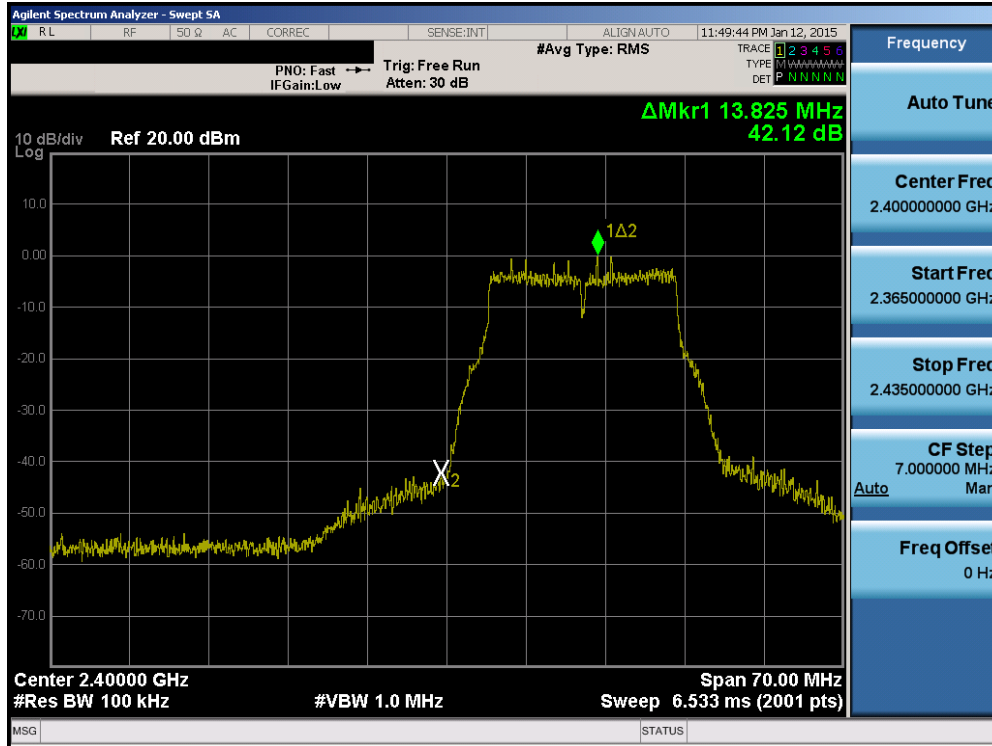 Agilent Spectrum Analyzer - Swept SA
LXI RL RF 50 Ω AC CORREC SENSE:INT ALIGN AUTO 11:49:44 PM Jan 12, 2015
#Avg Type: RMS TRACE 1 2 3 4 5 6
PNO: Fast Trig: Free Run TYPE M
IFGain:Low Atten: 30 dB DET P N N N N N
ΔMkr1 13.825 MHz
42.12 dB
10 dB/div Ref 20.00 dBm
Log
10.0
0.00
-10.0
-20.0
-30.0
-40.0
-50.0
-60.0
-70.0
1Δ2
X2
Center 2.40000 GHz Span 70.00 MHz
#Res BW 100 kHz #VBW 1.0 MHz Sweep 6.533 ms (2001 pts)
MSG STATUS
Frequency
Auto Tune
Center Freq
2.400000000 GHz
Start Freq
2.365000000 GHz
Stop Freq
2.435000000 GHz
CF Step
7.000000 MHz
Auto Man
Freq Offset
0 Hz